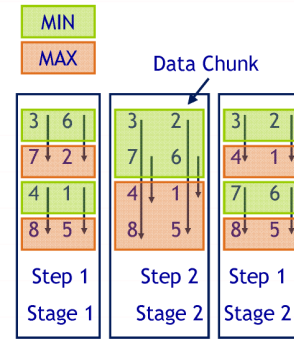 MIN
MAX
Data Chunk
3 6
7 2
4 1
8 5
Step 1
Stage 1
3 2
7 6
4 1
8 5
Step 2
Stage 2
3 2
4 1
7 6
8 5
Step 1
Stage 2